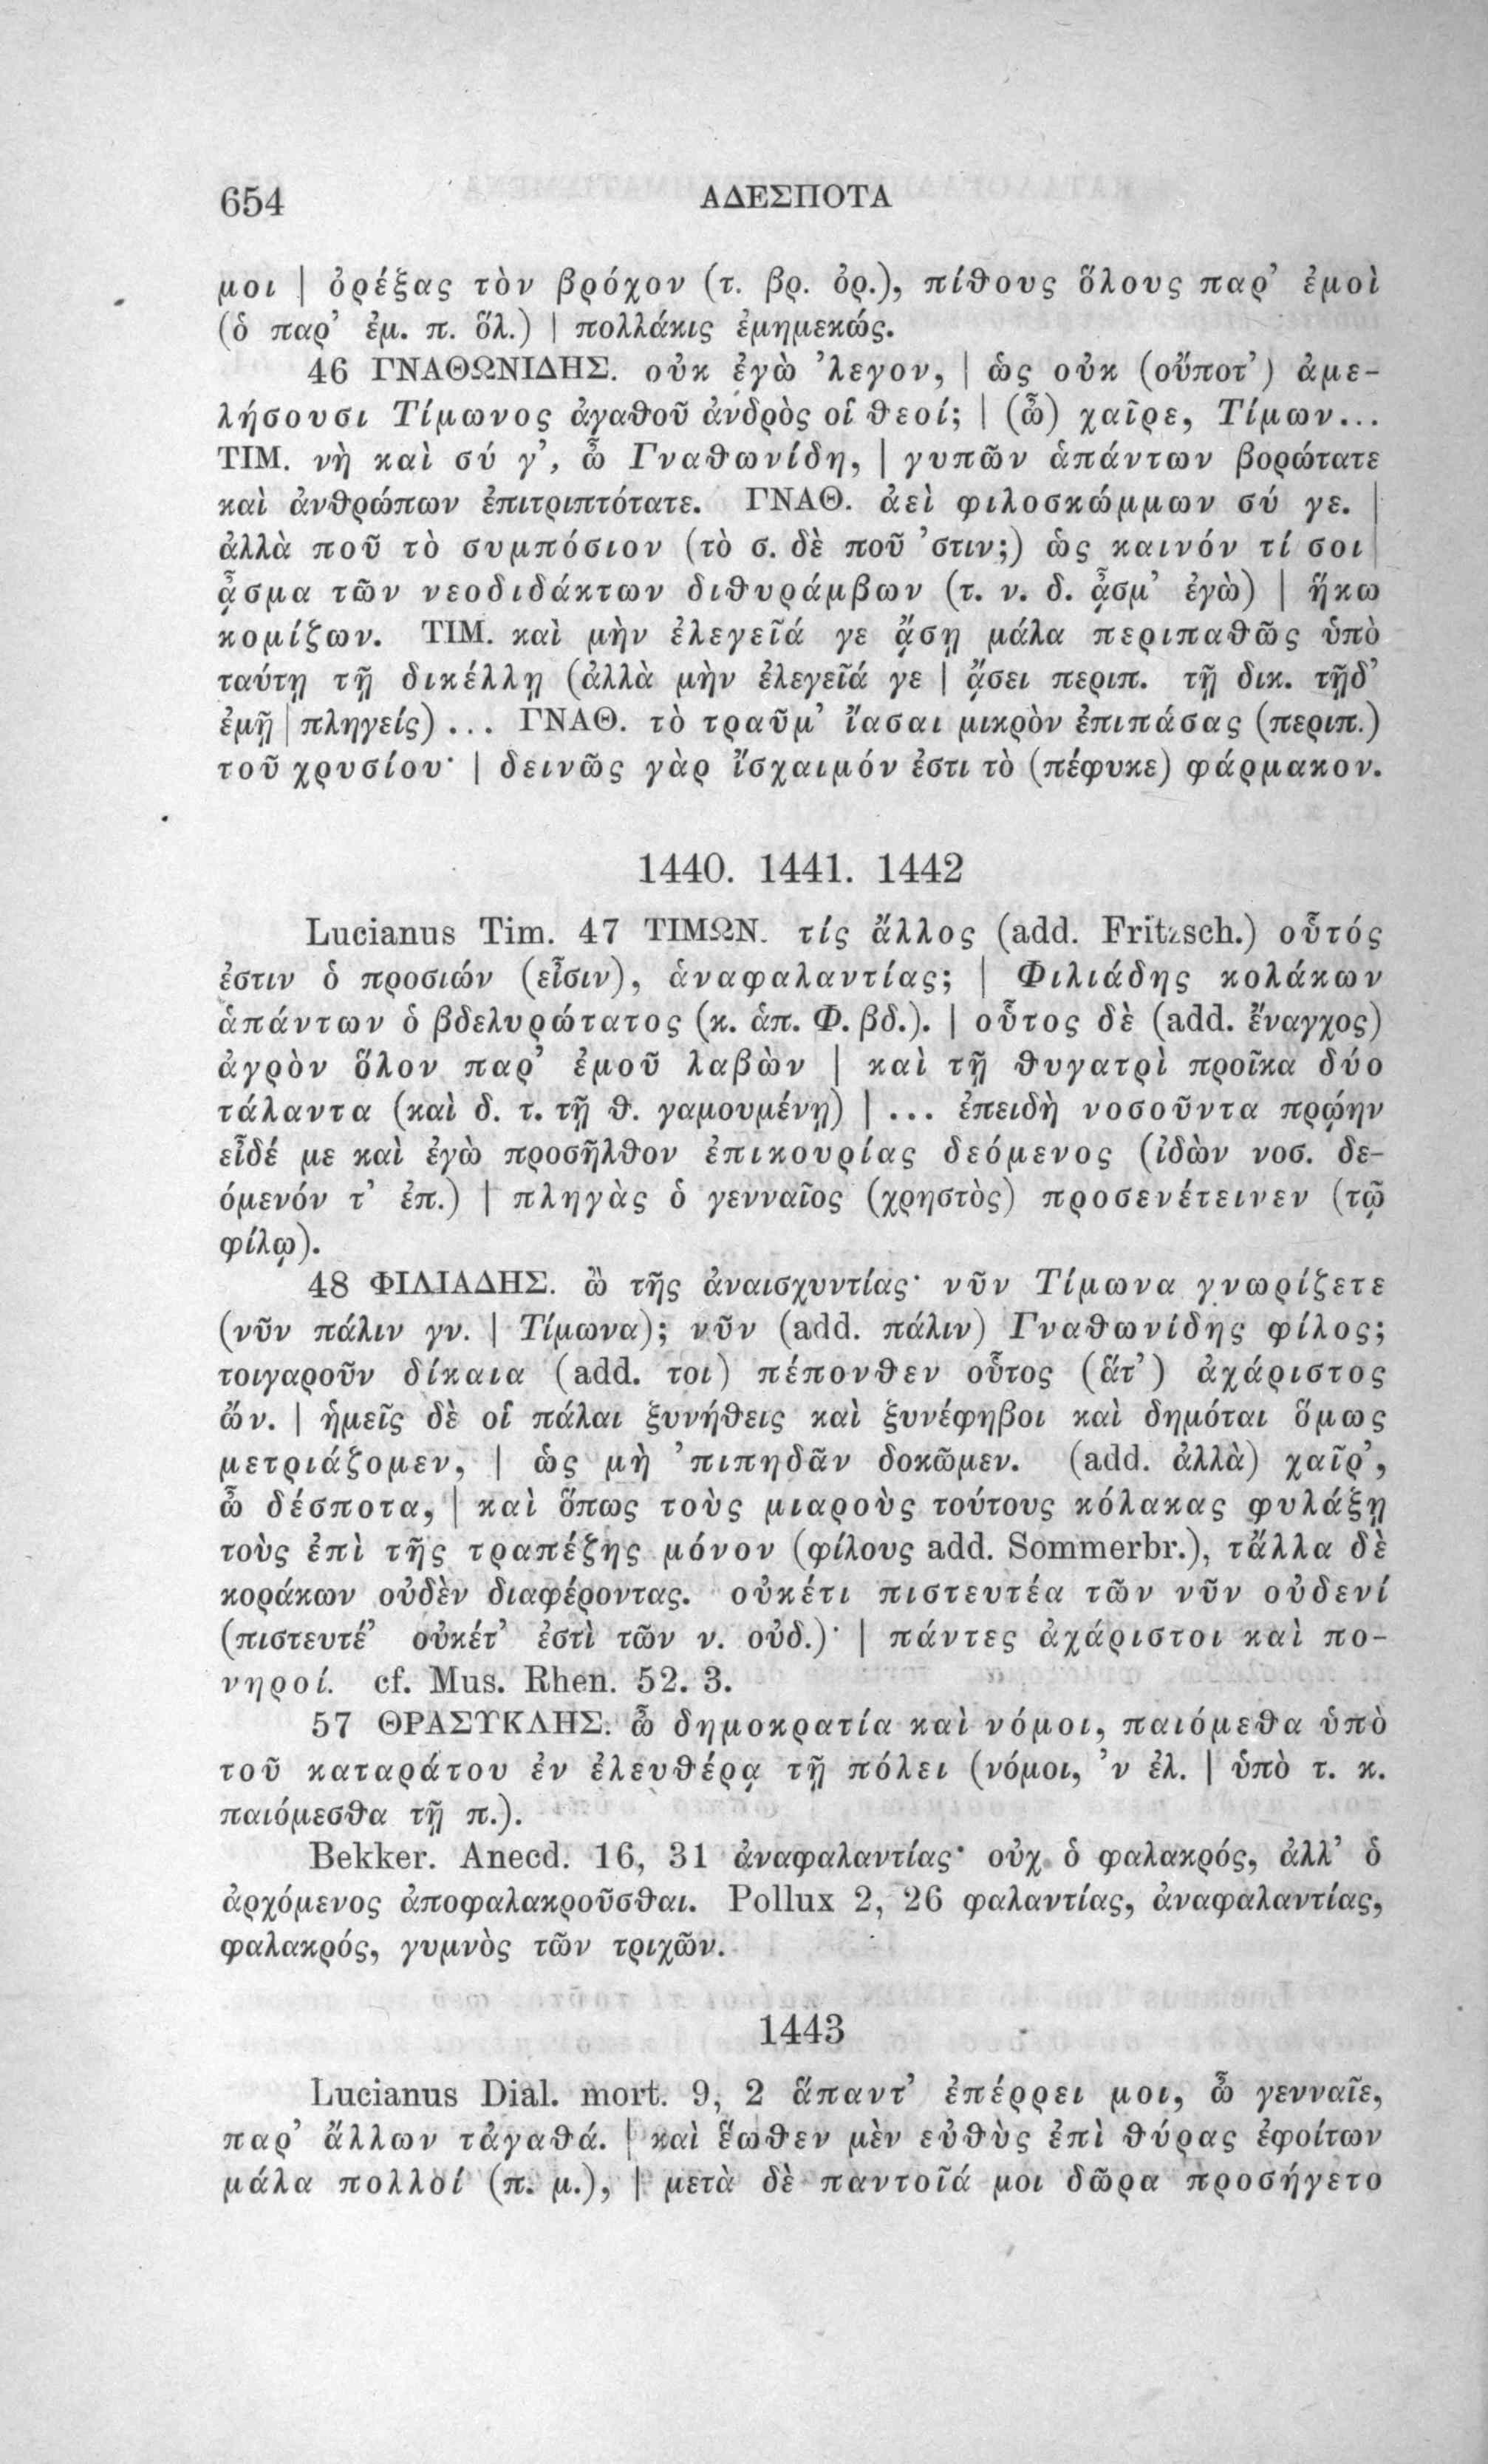 654 ΑΔΕΣΠΟΤΑ
μοι | ὀρέξας τὸν βρόχον (τ. βρ. ὀρ.), πίθους ὅλους παρ' ἐμοὶ
(ὁ παρ' ἐμ. π. ὅλ.) | πολλάκις ἐμημεκώς.
46 ΓΝΑΘΩΝΙΔΗΣ. οὐκ ἐγὼ 'λεγον, | ὡς οὐκ (οὔποτ') ἀμε-
λήσουσι Τίμωνος ἀγαθοῦ ἀνδρὸς οἱ θεοί; | (ὦ) χαῖρε, Τίμων...
ΤΙΜ. νὴ καὶ σύ γ', ὦ Γναθωνίδη, | γυπῶν ἁπάντων βορώτατε
καὶ ἀνθρώπων ἐπιτριπτότατε. ΓΝΑΘ. ἀεὶ φιλοσκώμμων σύ γε. |
ἀλλὰ ποῦ τὸ συμπόσιον (τὸ σ. δὲ ποῦ 'στιν;) ὡς καινόν τί σοι
ᾆσμα τῶν νεοδιδάκτων διθυράμβων (τ. ν. δ. ᾆσμ' ἐγὼ) | ἥκω
κομίζων. ΤΙΜ. καὶ μὴν ἐλεγεῖά γε ᾄσῃ μάλα περιπαθῶς ὑπὸ
ταύτῃ τῇ δικέλλῃ (ἀλλὰ μὴν ἐλεγεῖά γε | ᾄσει περιπ. τῇ δικ. τῇδ'
ἐμῇ | πληγείς) ... ΓΝΑΘ. τὸ τραῦμ' ἴασαι μικρὸν ἐπιπάσας (περιπ.)
τοῦ χρυσίου· | δεινῶς γὰρ ἴσχαιμόν ἐστι τὸ (πέφυκε) φάρμακον.
1440. 1441. 1442
Lucianus Tim. 47 ΤΙΜΩΝ. τίς ἄλλος (add. Fritzsch.) οὗτός
ἐστιν ὁ προσιών (εἶσιν), ἁναφαλαντίας; | Φιλιάδης κολάκων
ἁπάντων ὁ βδελυρώτατος (κ. ἁπ. Φ. βδ.). | οὗτος δὲ (add. ἔναγχος)
ἀγρὸν ὅλον παρ' ἐμοῦ λαβὼν | καὶ τῇ θυγατρὶ προῖκα δύο
τάλαντα (καὶ δ. τ. τῇ θ. γαμουμένῃ) | ... ἐπειδὴ νοσοῦντα πρῴην
εἶδέ με καὶ ἐγὼ προσῆλθον ἐπικουρίας δεόμενος (ἰδὼν νοσ. δε-
όμενόν τ' ἐπ.) | πληγὰς ὁ γενναῖος (χρηστὸς) προσενέτεινεν (τῷ
φίλῳ).
48 ΦΙΛΙΑΔΗΣ. ὢ τῆς ἀναισχυντίας· νῦν Τίμωνα γνωρίζετε
(νῦν πάλιν γν. | Τίμωνα); νῦν (add. πάλιν) Γναθωνίδης φίλος;
τοιγαροῦν δίκαια (add. τοι) πέπονθεν οὗτος (ἅτ') ἀχάριστος
ὤν. | ἡμεῖς δὲ οἱ πάλαι ξυνήθεις καὶ ξυνέφηβοι καὶ δημόται ὅμως
μετριάζομεν, | ὡς μὴ 'πιπηδᾶν δοκῶμεν. (add. ἀλλὰ) χαῖρ',
ὦ δέσποτα, | καὶ ὅπως τοὺς μιαροὺς τούτους κόλακας φυλάξῃ
τοὺς ἐπὶ τῆς τραπέζης μόνον (φίλους add. Sommerbr.), τἄλλα δὲ
κοράκων οὐδὲν διαφέροντας. οὐκέτι πιστευτέα τῶν νῦν οὐδενί
(πιστευτέ' οὐκέτ' ἐστὶ τῶν ν. οὐδ.)· | πάντες ἀχάριστοι καὶ πο-
νηροί. cf. Mus. Rhen. 52. 3.
57 ΘΡΑΣΥΚΛΗΣ. ὦ δημοκρατία καὶ νόμοι, παιόμεθα ὑπὸ
τοῦ καταράτου ἐν ἐλευθέρᾳ τῇ πόλει (νόμοι, 'ν ἐλ. | ὑπὸ τ. κ.
παιόμεσθα τῇ π.).
Bekker. Anecd. 16, 31 ἀναφαλαντίας· οὐχ ὁ φαλακρός, ἀλλ' ὁ
ἀρχόμενος ἀποφαλακροῦσθαι. Pollux 2, 26 φαλαντίας, ἀναφαλαντίας,
φαλακρός, γυμνὸς τῶν τριχῶν.
1443
Lucianus Dial. mort. 9, 2 ἅπαντ' ἐπέρρει μοι, ὦ γενναῖε,
παρ' ἄλλων τἀγαθά. | καὶ ἕωθεν μὲν εὐθὺς ἐπὶ θύρας ἐφοίτων
μάλα πολλοί (π. μ.), | μετὰ δὲ παντοῖά μοι δῶρα προσήγετο